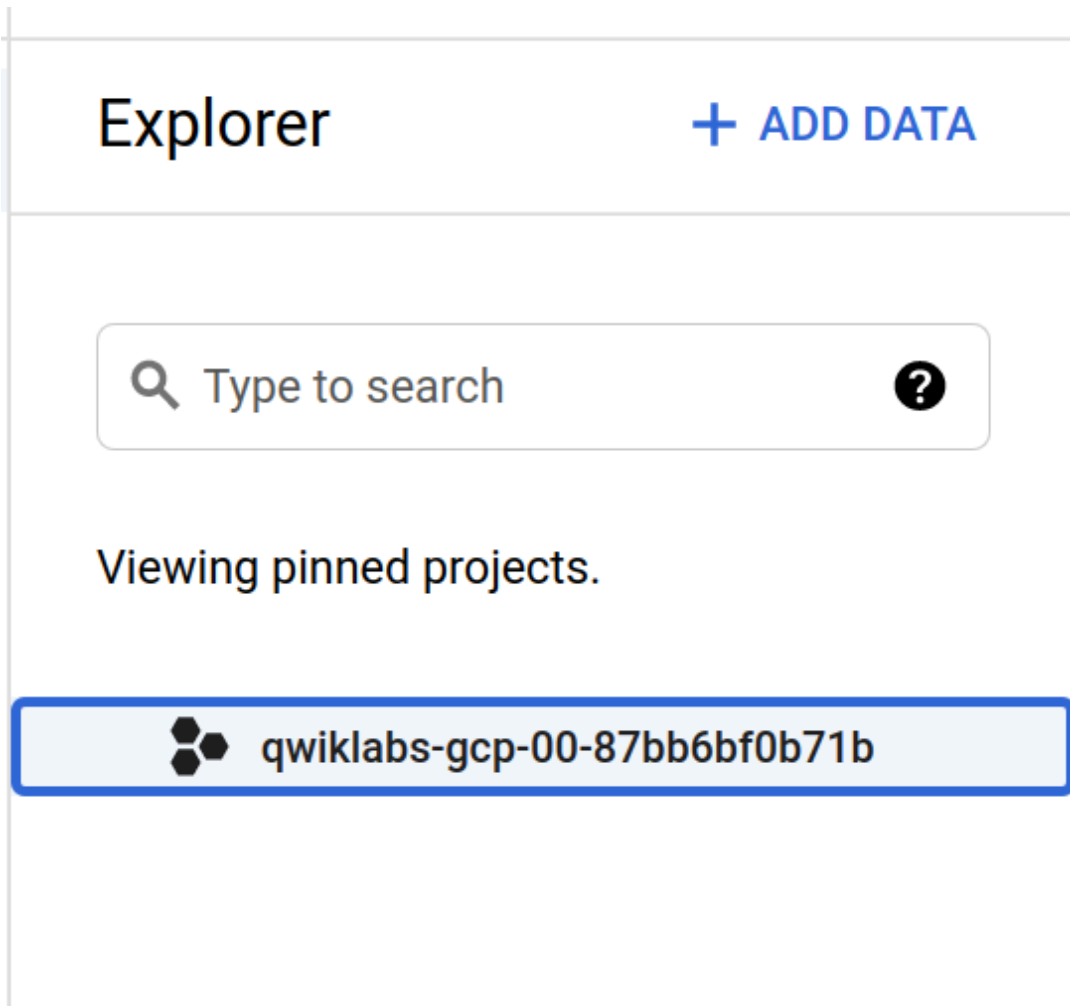 Explorer
+ ADD DATA
Type to search
Viewing pinned projects.
qwiklabs-gcp-00-87bb6bf0b71b